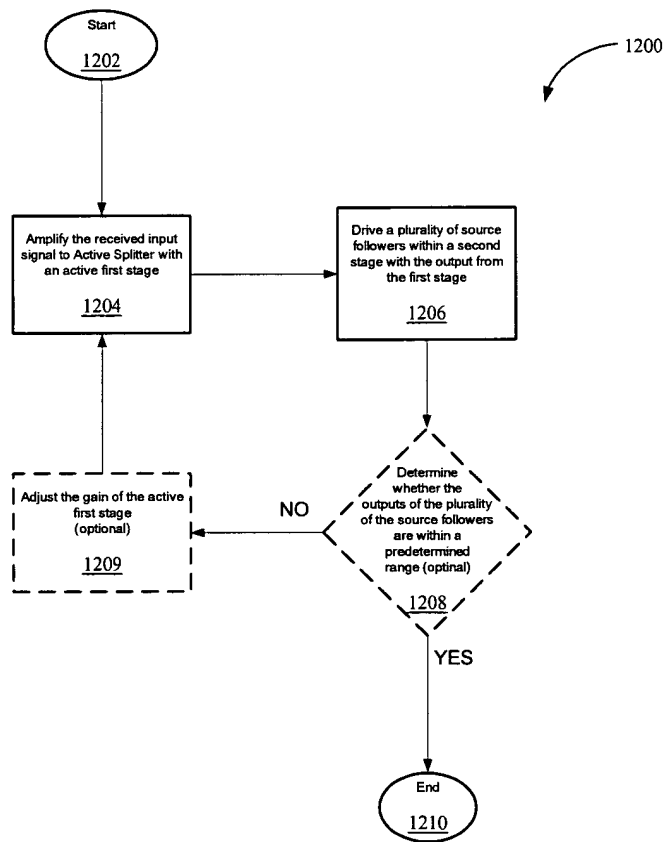 Start
1202
1200
Amplify the received input
signal to Active Splitter with
an active first stage
1204
Drive a plurality of source
followers within a second
stage with the output from
the first stage
1206
Determine
whether the
outputs of the plurality
of the source followers
are within a
predetermined
range (optinal)
1208
NO
Adjust the gain of the active
first stage
(optional)
1209
YES
End
1210